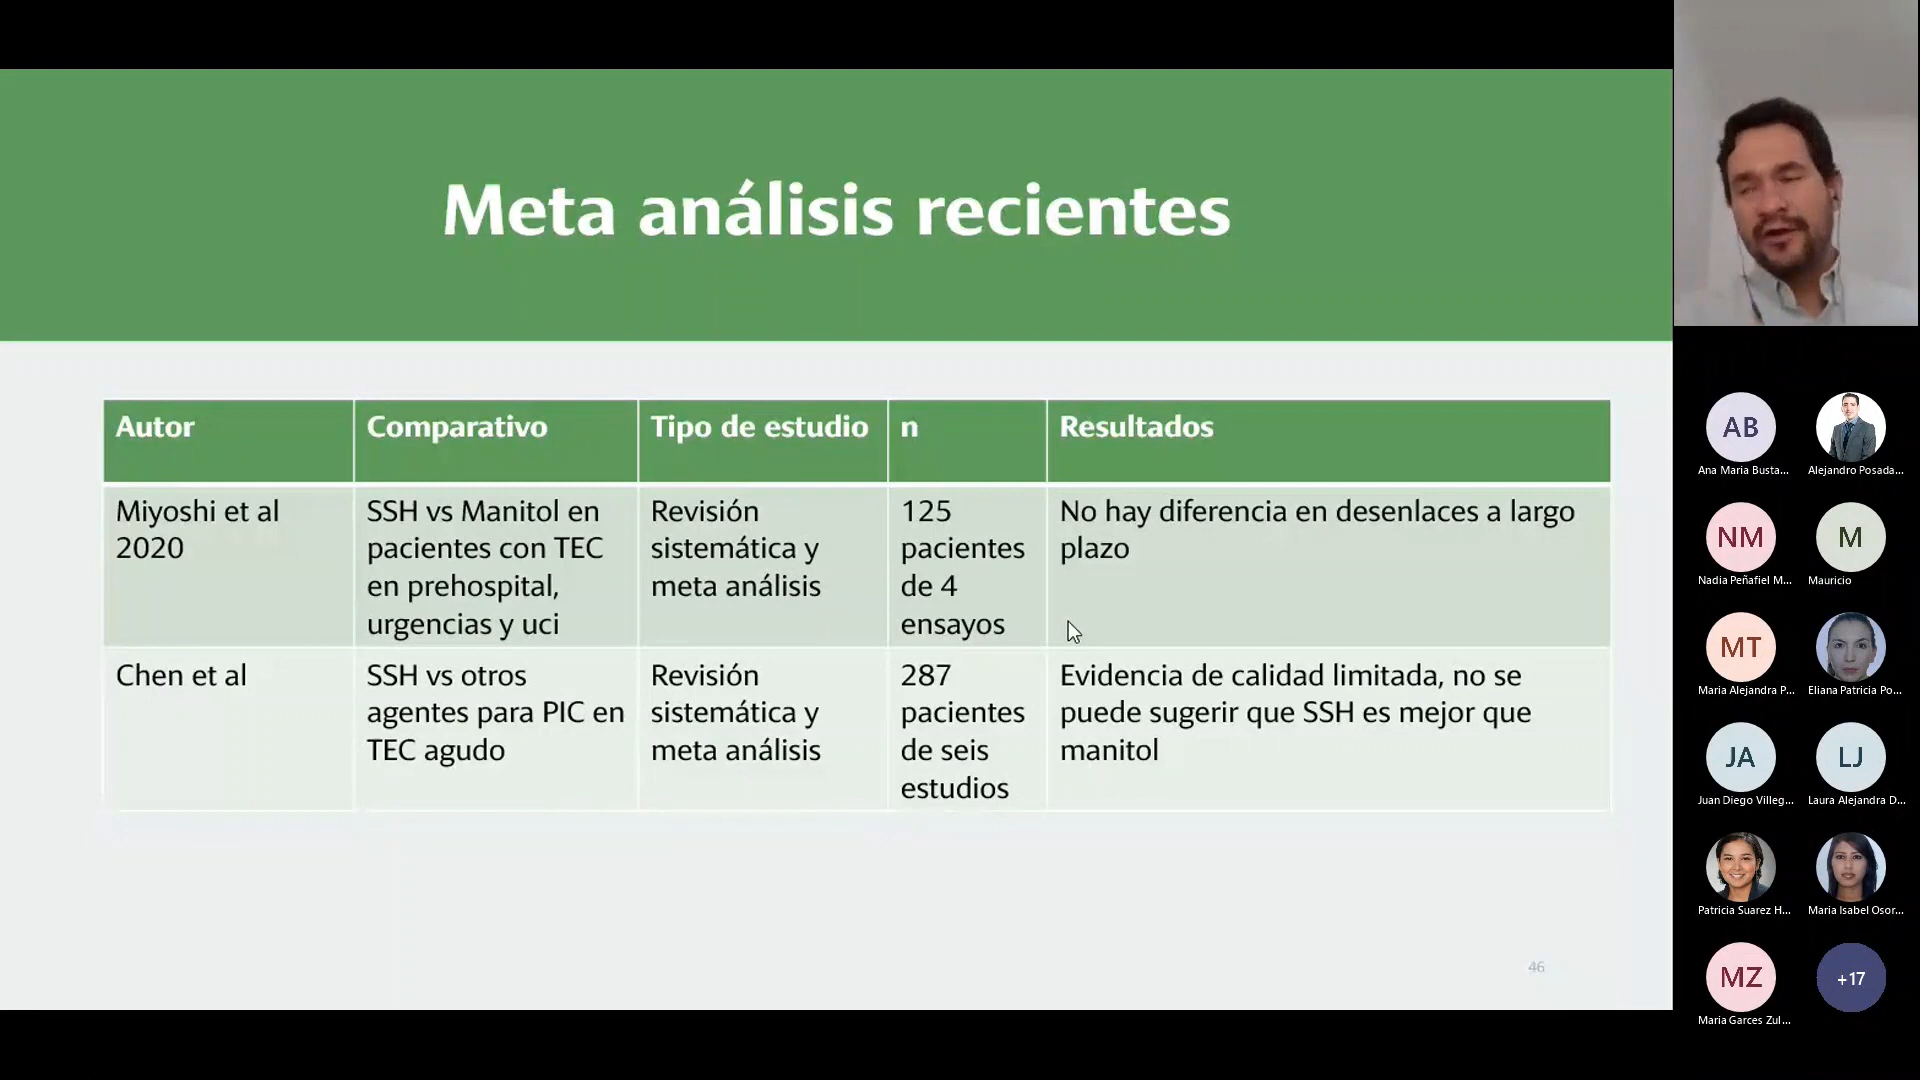 Meta análisis recientes
Autor
Comparativo
Tipo de estudio
n
Resultados
Miyoshi et al
2020
SSH vs Manitol en
pacientes con TEC
en prehospital,
urgencias y uci
Revisión
sistemática y
meta análisis
125
pacientes
de 4
ensayos
No hay diferencia en desenlaces a largo
plazo
Chen et al
SSH vs otros
agentes para PIC en
TEC agudo
Revisión
sistemática y
meta análisis
287
pacientes
de seis
estudios
Evidencia de calidad limitada, no se
puede sugerir que SSH es mejor que
manitol
46
AB
Ana Maria Busta...
Alejandro Posada...
NM
Nadia Peñafiel M...
M
Mauricio
MT
Maria Alejandra P...
Eliana Patricia Po...
JA
Juan Diego Villeg...
LJ
Laura Alejandra D...
Patricia Suarez H...
Maria Isabel Osor...
MZ
Maria Garces Zul...
+17